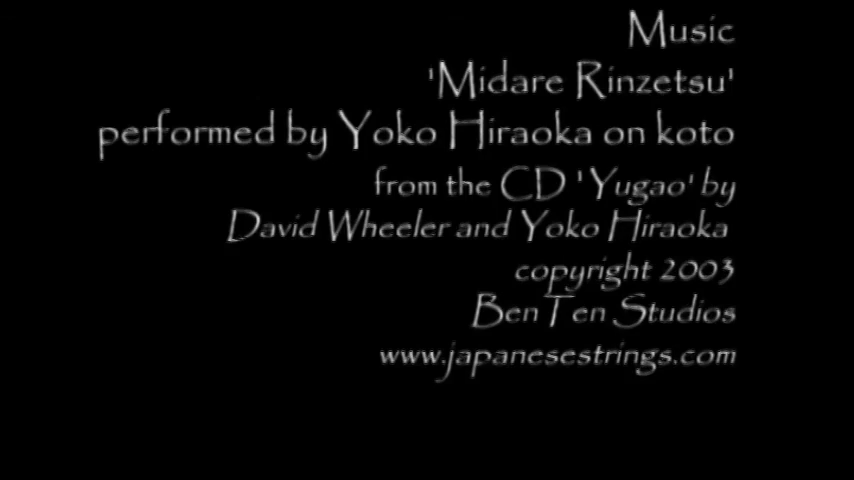 Music
'Midare Rinzetsu'
performed by Yoko Hiraoka on koto
from the CD 'Yugao' by
David Wheeler and Yoko Hiraoka
copyright 2003
Ben Ten Studios
www.japanesestrings.com